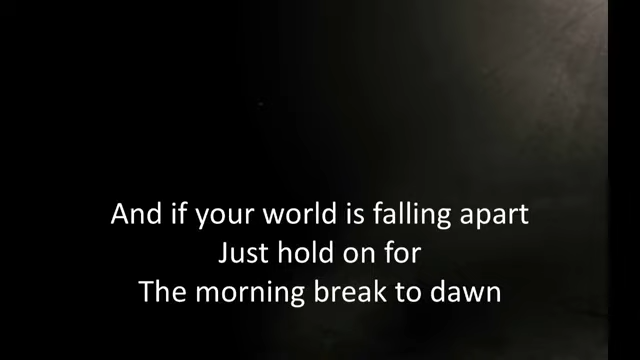 And if your world is falling apart
Just hold on for
The morning break to dawn